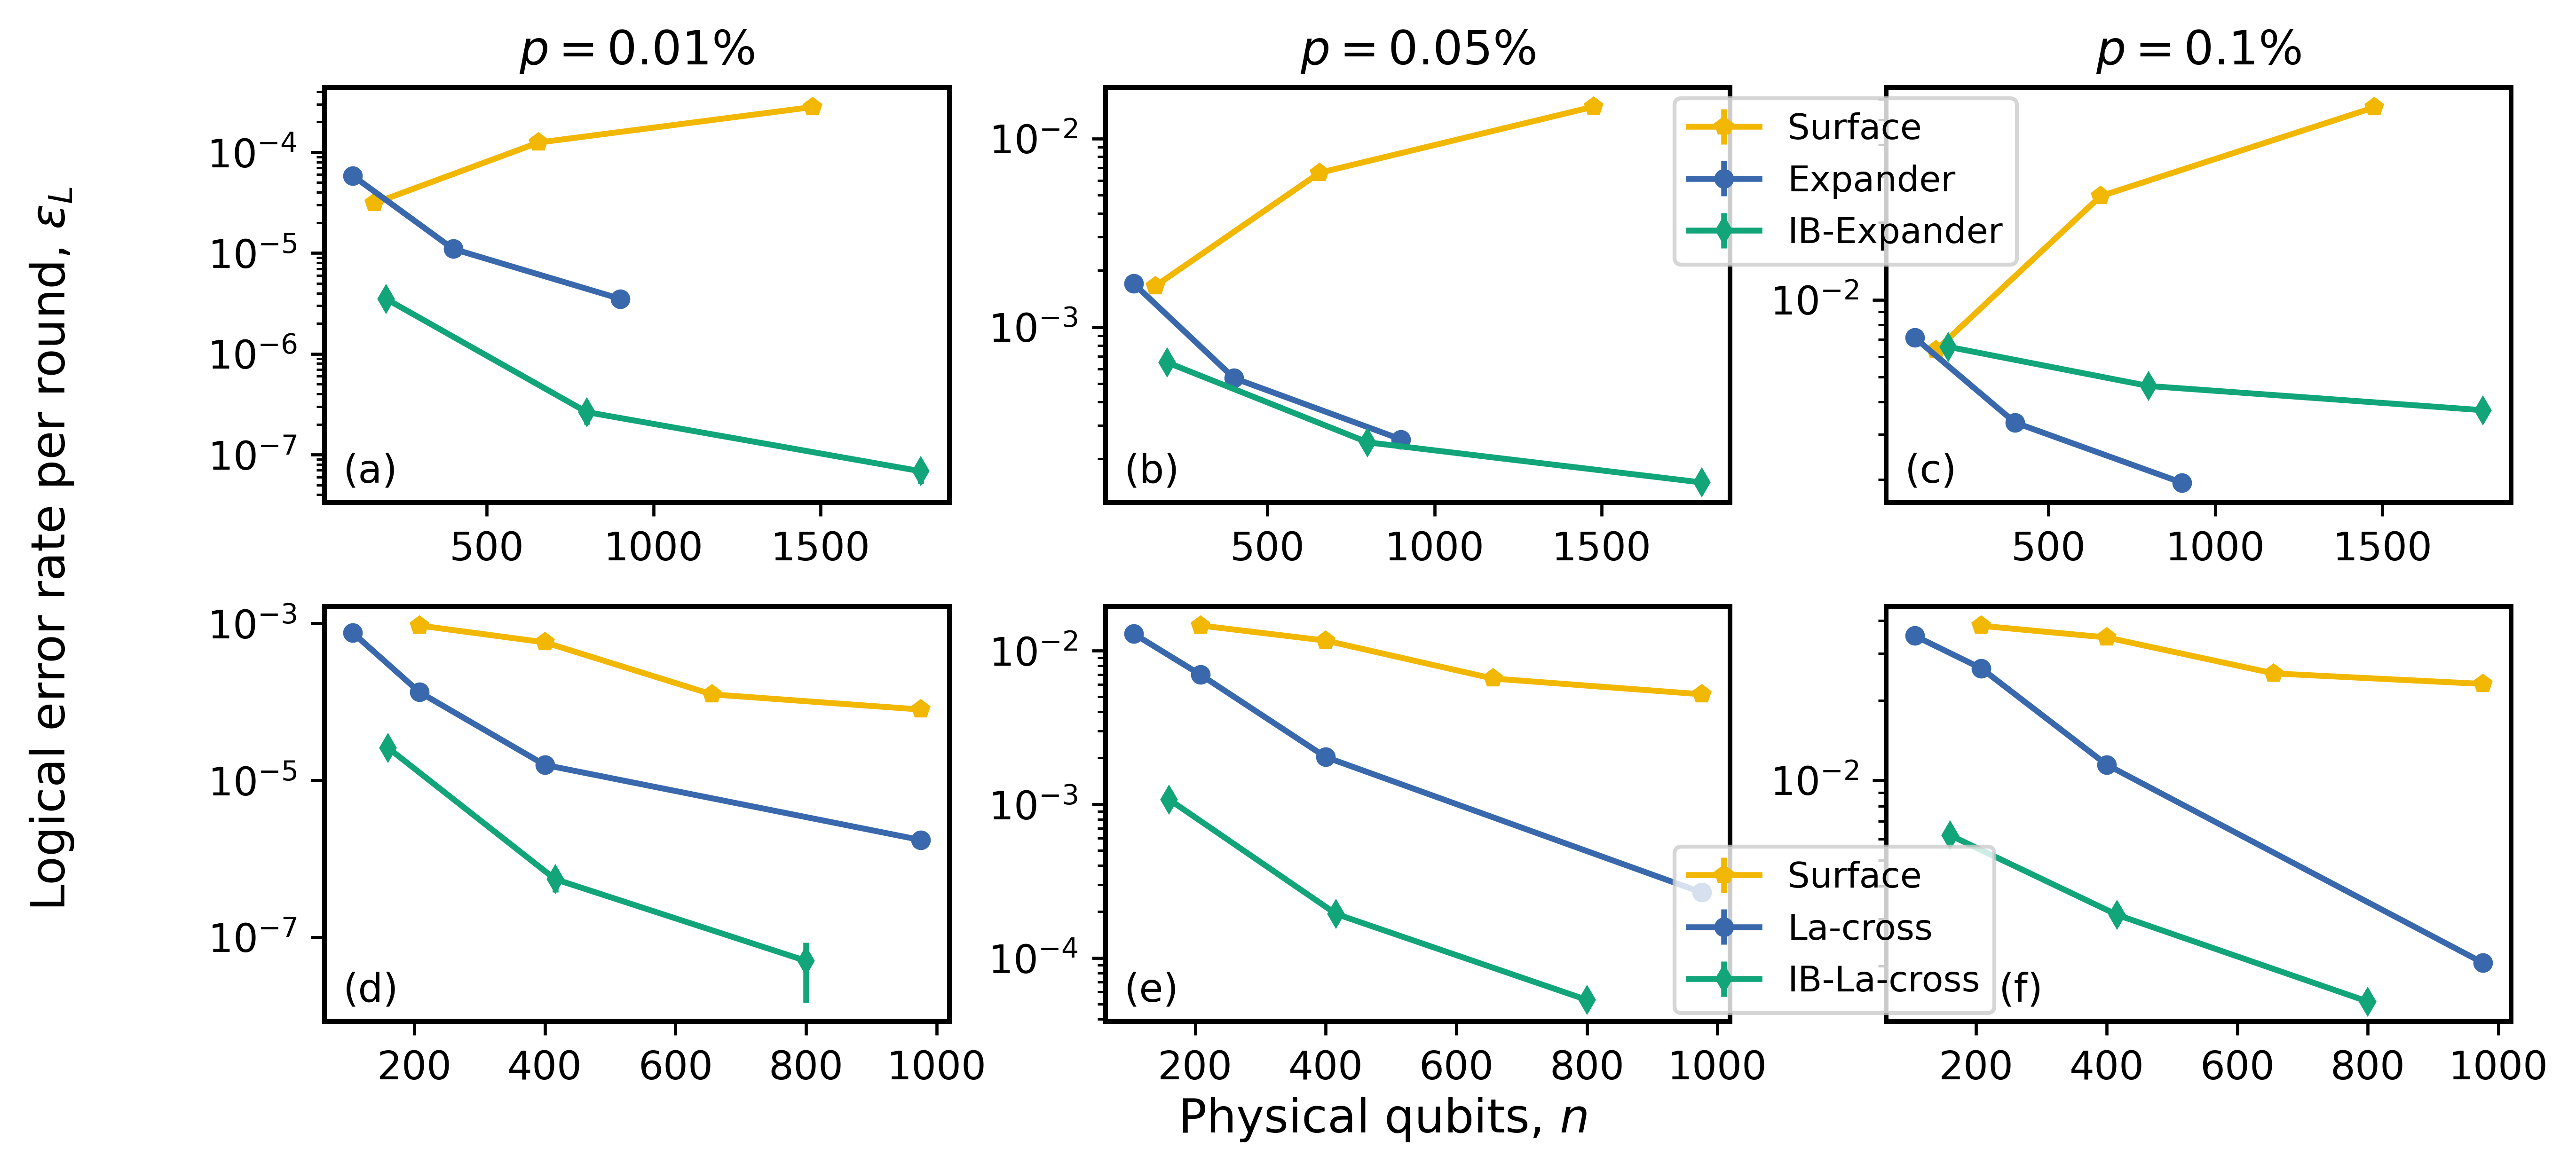 p = 0.01%
p = 0.05%
p = 0.1%
Logical error rate per round, ε_L
10⁻⁴
10⁻⁵
10⁻⁶
10⁻⁷
(a)
500 1000 1500
10⁻²
10⁻³
(b)
500 1000 1500
Surface
Expander
IB-Expander
10⁻²
(c)
500 1000 1500
10⁻³
10⁻⁵
10⁻⁷
(d)
200 400 600 800 1000
10⁻²
10⁻³
10⁻⁴
(e)
200 400 600 800 1000
Surface
La-cross
IB-La-cross
10⁻²
(f)
200 400 600 800 1000
Physical qubits, n